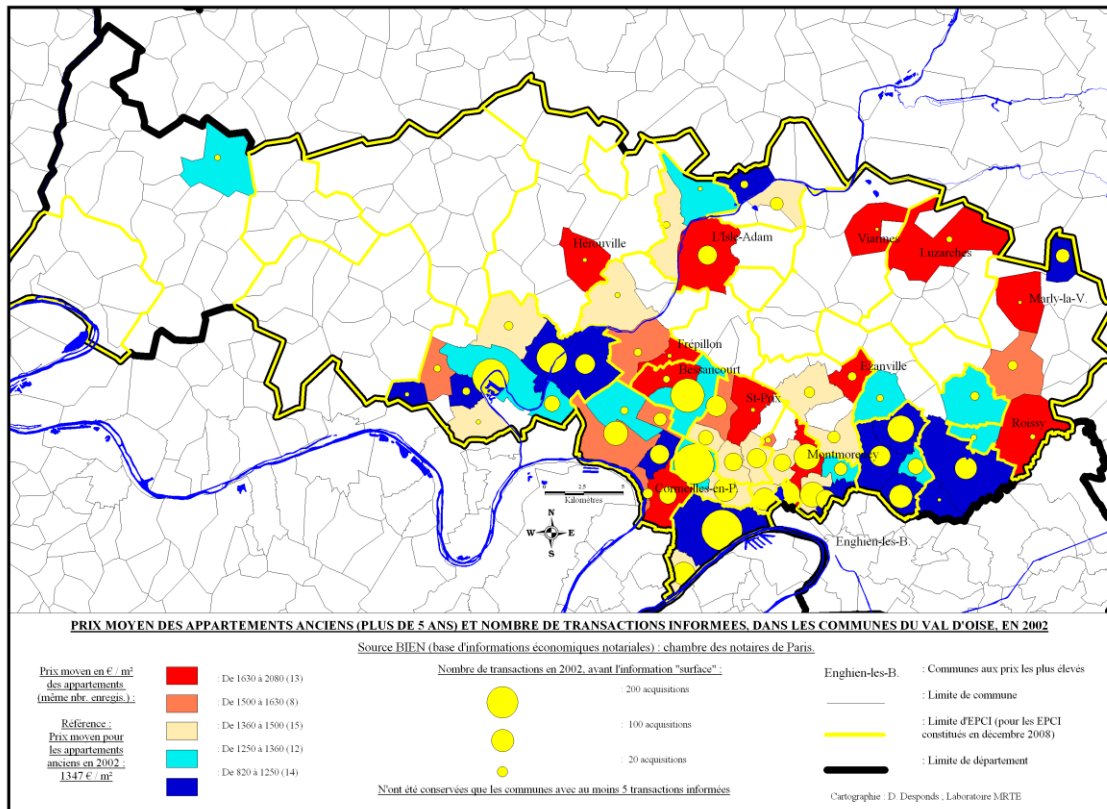 Hérouville
L'Isle-Adam
Viarmes
Luzarches
Marly-la-V.
Frépillon
Bessancourt
Ezanville
St-Prix
Roissy
Montmorency
Cormeilles-en-P.
Kilomètres
N
W E
S
Enghien-les-B.
PRIX MOYEN DES APPARTEMENTS ANCIENS (PLUS DE 5 ANS) ET NOMBRE DE TRANSACTIONS INFORMEES, DANS LES COMMUNES DU VAL D'OISE, EN 2002
Source BIEN (base d'informations économiques notariales) : chambre des notaires de Paris.
Prix moyen en € / m²
des appartements
(même nbr. enregis.) :
Référence :
Prix moyen pour
les appartements
anciens en 2002 :
1347 € / m²
: De 1630 à 2080 (13)
: De 1500 à 1630 (8)
: De 1360 à 1500 (15)
: De 1250 à 1360 (12)
: De 820 à 1250 (14)
Nombre de transactions en 2002, ayant l'information "surface" :
: 200 acquisitions
: 100 acquisitions
: 20 acquisitions
N'ont été conservées que les communes avec au moins 5 transactions informées
Enghien-les-B. : Communes aux prix les plus élevés
: Limite de commune
: Limite d'EPCI (pour les EPCI
constitués en décembre 2008)
: Limite de département
Cartographie : D. Desponds ; Laboratoire MRTE